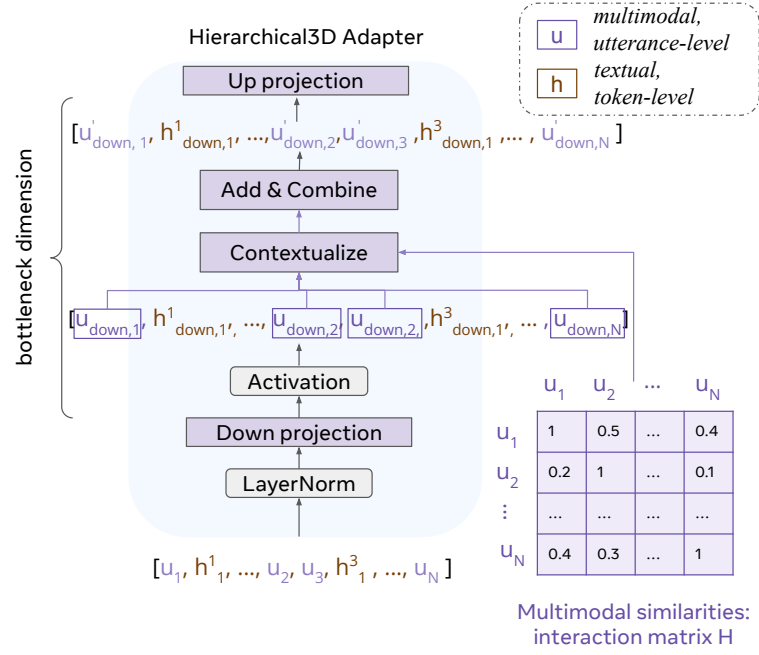 Hierarchical3D Adapter
u multimodal, utterance-level
h textual, token-level
Up projection
[u'down, 1, h¹down,1, ...,u'down,2,u'down,3 ,h³down,1 ,... , u'down,N ]
Add & Combine
Contextualize
bottleneck dimension
[udown,1, h¹down,1', ..., udown,2, udown,2, ,h³down,1', ... , udown,N]
Activation
Down projection
LayerNorm
[u1, h¹1, ..., u2, u3, h³1 , ..., uN ]
u1 u2 ... uN
u1 1 0.5 ... 0.4
u2 0.2 1 ... 0.1
⋮ ... ... ... ...
uN 0.4 0.3 ... 1
Multimodal similarities:
interaction matrix H